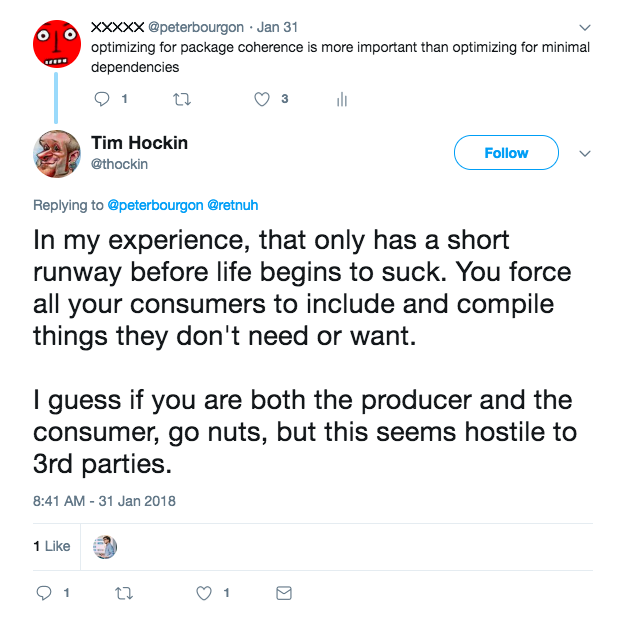 XXXXX @peterbourgon · Jan 31
optimizing for package coherence is more important than optimizing for minimal
dependencies
1 3
Tim Hockin
@thockin
Follow
Replying to @peterbourgon @retnuh
In my experience, that only has a short
runway before life begins to suck. You force
all your consumers to include and compile
things they don't need or want.
I guess if you are both the producer and the
consumer, go nuts, but this seems hostile to
3rd parties.
8:41 AM - 31 Jan 2018
1 Like
1 1